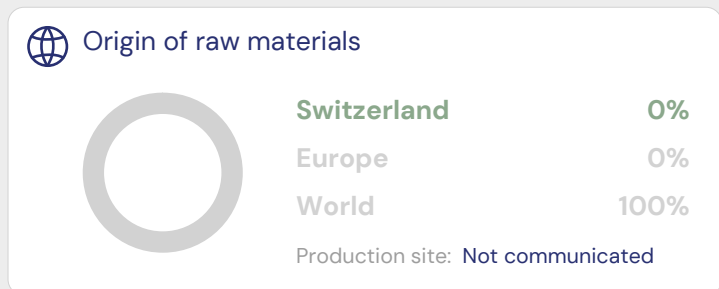 Origin of raw materials
Switzerland 0%
Europe 0%
World 100%
Production site: Not communicated